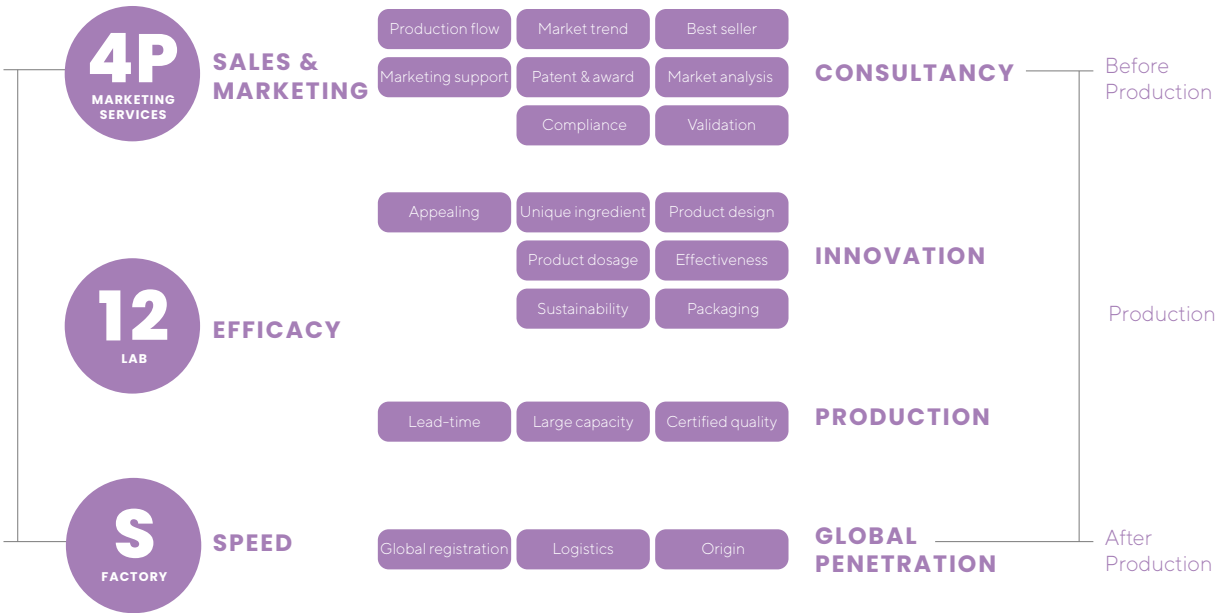 4P
MARKETING
SERVICES
SALES &
MARKETING
Production flow
Market trend
Best seller
Marketing support
Patent & award
Market analysis
Compliance
Validation
CONSULTANCY
Before
Production
12
LAB
EFFICACY
Appealing
Unique ingredient
Product design
Product dosage
Effectiveness
Sustainability
Packaging
INNOVATION
Production
Lead-time
Large capacity
Certified quality
PRODUCTION
S
FACTORY
SPEED
Global registration
Logistics
Origin
GLOBAL
PENETRATION
After
Production